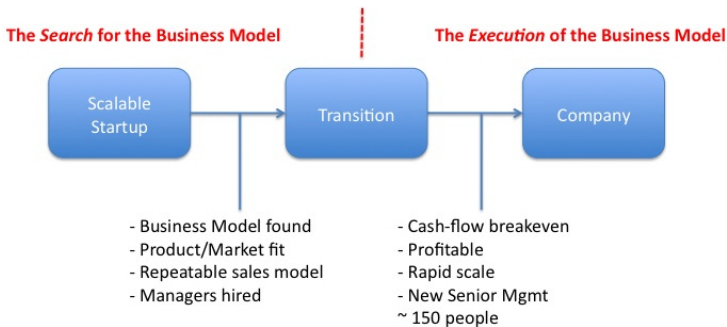 The Search for the Business Model
The Execution of the Business Model
Scalable
Startup
Transition
Company
- Business Model found
- Product/Market fit
- Repeatable sales model
- Managers hired
- Cash-flow breakeven
- Profitable
- Rapid scale
- New Senior Mgmt
~ 150 people